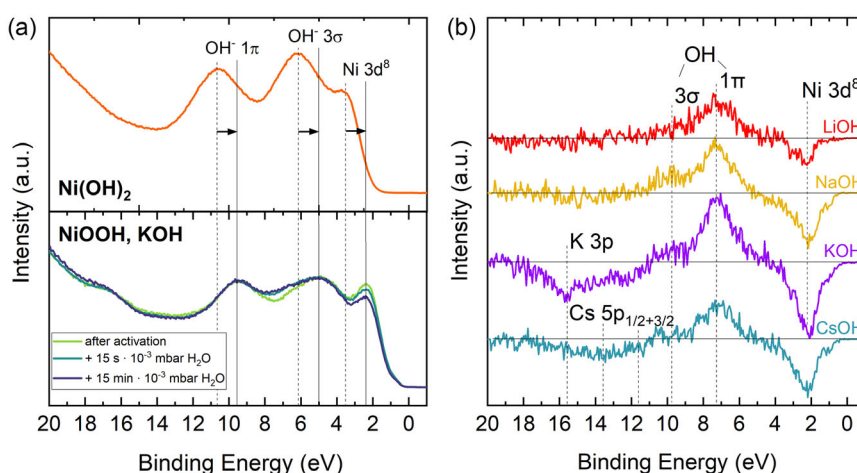 (a)
OH⁻ 1π
OH⁻ 3σ
Ni 3d⁸
Ni(OH)₂
NiOOH, KOH
after activation
+ 15 s · 10⁻³ mbar H₂O
+ 15 min · 10⁻³ mbar H₂O
Intensity (a.u.)
20 18 16 14 12 10 8 6 4 2 0
Binding Energy (eV)
(b)
OH
3σ
1π
Ni 3d⁸
LiOH
NaOH
K 3p
KOH
Cs 5p₁/₂₊₃/₂
CsOH
Intensity (a.u.)
20 18 16 14 12 10 8 6 4 2 0
Binding Energy (eV)